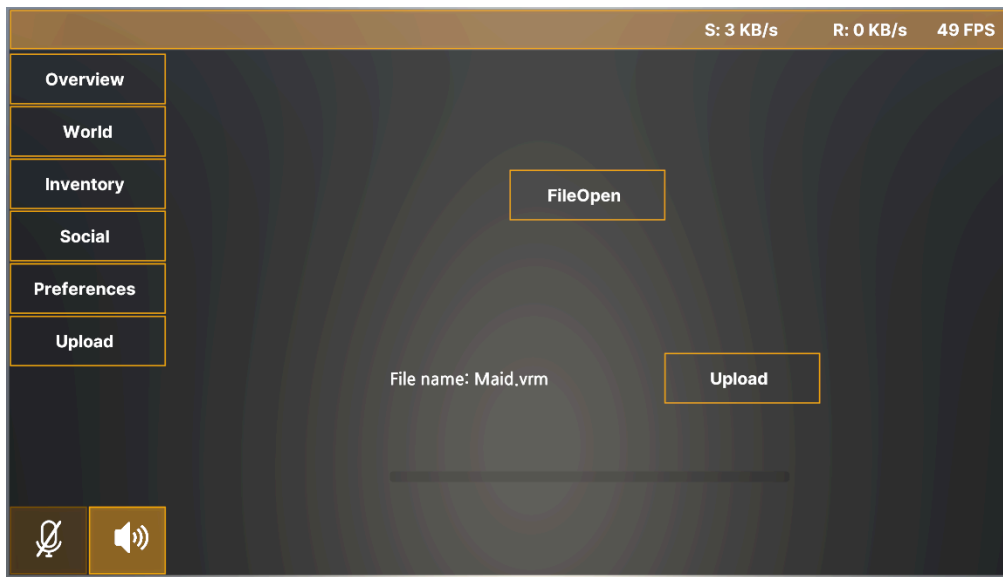 S: 3 KB/s R: 0 KB/s 49 FPS
Overview
World
Inventory
FileOpen
Social
Preferences
Upload
File name: Maid.vrm Upload